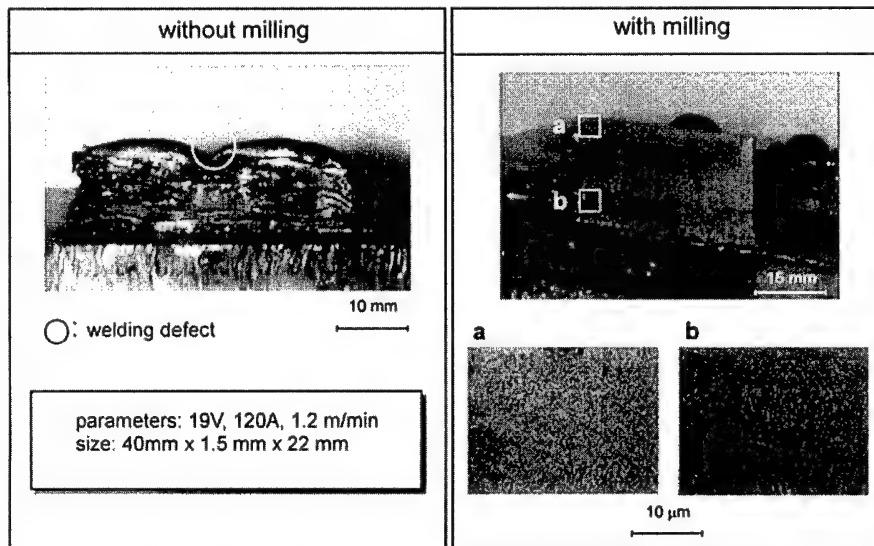 without milling
10 mm
: welding defect
parameters: 19V, 120A, 1.2 m/min
size: 40mm x 1.5 mm x 22 mm
with milling
a
b
15 mm
a
b
10 μm